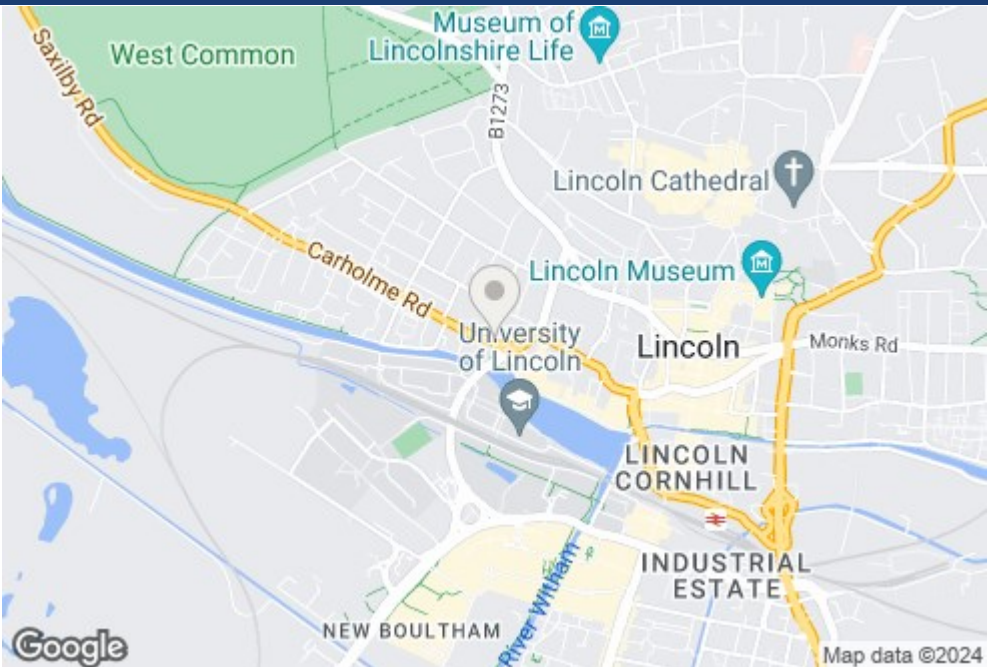 Museum of
Lincolnshire Life
West Common
Saxilby Rd
B1273
Lincoln Cathedral
Carholme Rd
Lincoln Museum
University
of Lincoln
Lincoln
Monks Rd
LINCOLN
CORNHILL
INDUSTRIAL
ESTATE
River Witham
NEW BOULTHAM
Google
Map data ©2024